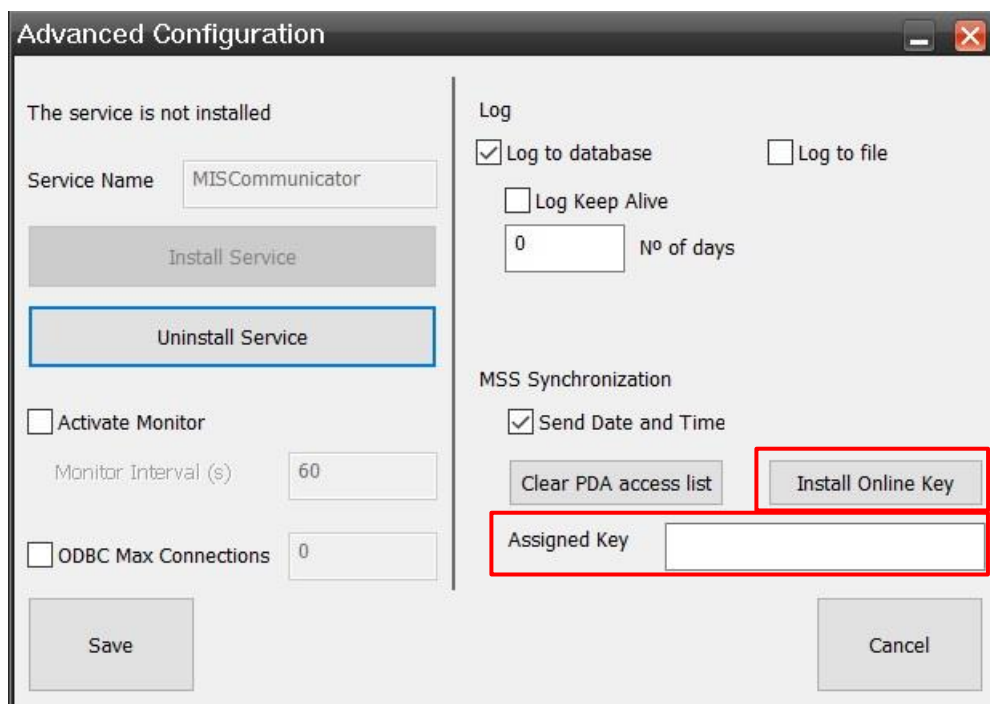 Advanced Configuration
The service is not installed
Service Name MISCommunicator
Install Service
Uninstall Service
Activate Monitor
Monitor Interval (s) 60
ODBC Max Connections 0
Save
Log
Log to database Log to file
Log Keep Alive
0 Nº of days
MSS Synchronization
Send Date and Time
Clear PDA access list Install Online Key
Assigned Key
Cancel